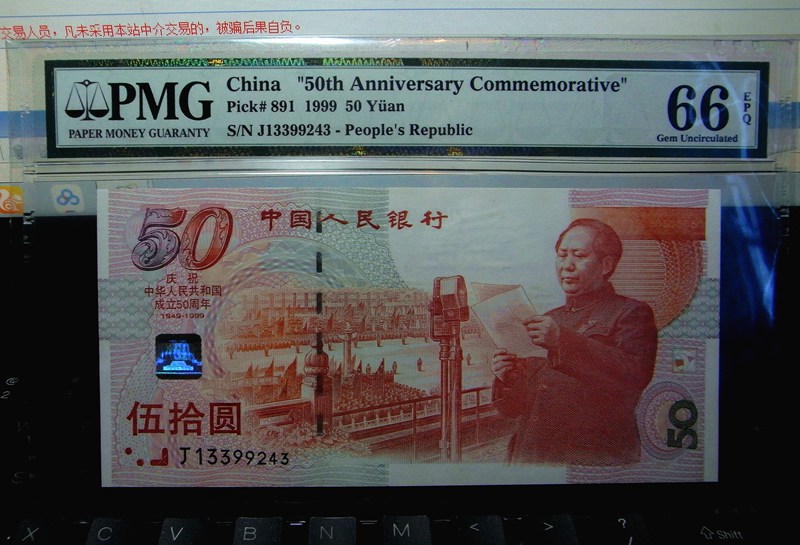 交易人员，凡未采用本站中介交易的，被骗后果自负。
PMG
PAPER MONEY GUARANTY
China "50th Anniversary Commemorative"
Pick# 891 1999 50 Yüan
S/N J13399243 - People's Republic
66
EPQ
Gem Uncirculated
50
中国人民银行
庆祝
中华人民共和国
成立50周年
1949-1999
伍拾圆
J13399243
50
@
2
X C V B N M < > ? Shift